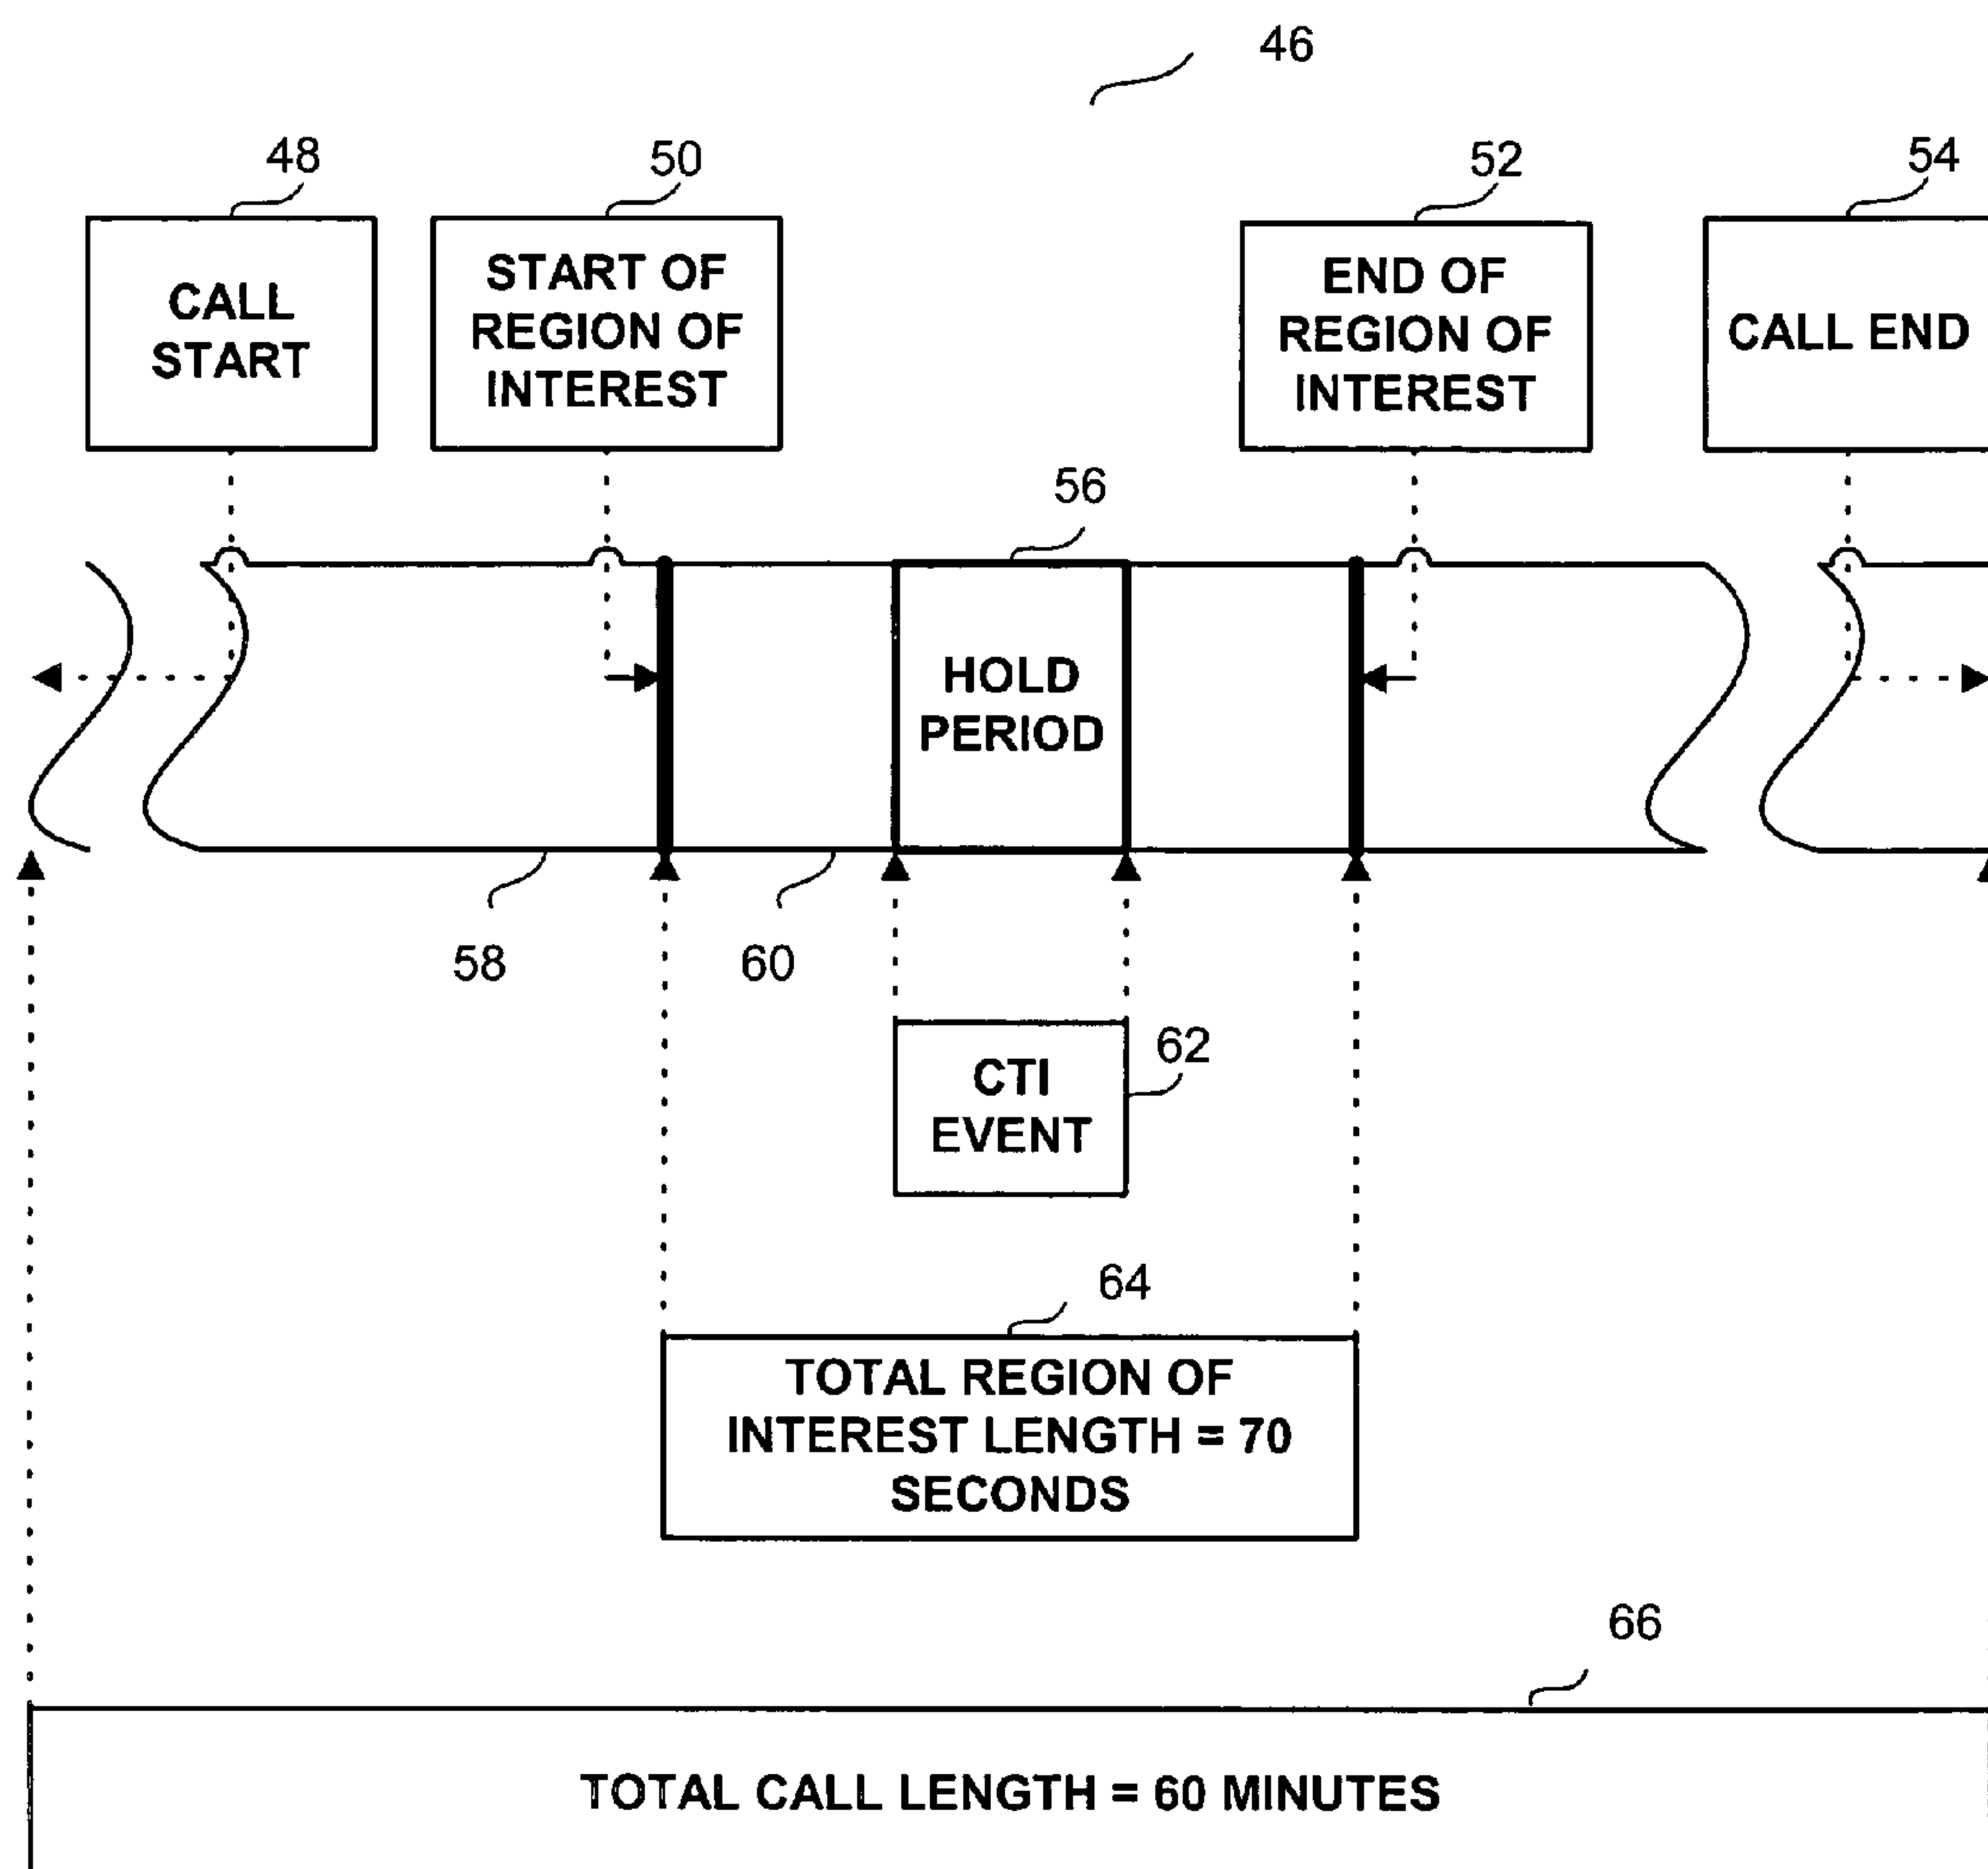 46
48
50
52
54
CALL
START
START OF
REGION OF
INTEREST
END OF
REGION OF
INTEREST
CALL END
56
HOLD
PERIOD
58
60
62
CTI
EVENT
64
TOTAL REGION OF
INTEREST LENGTH = 70
SECONDS
66
TOTAL CALL LENGTH = 60 MINUTES